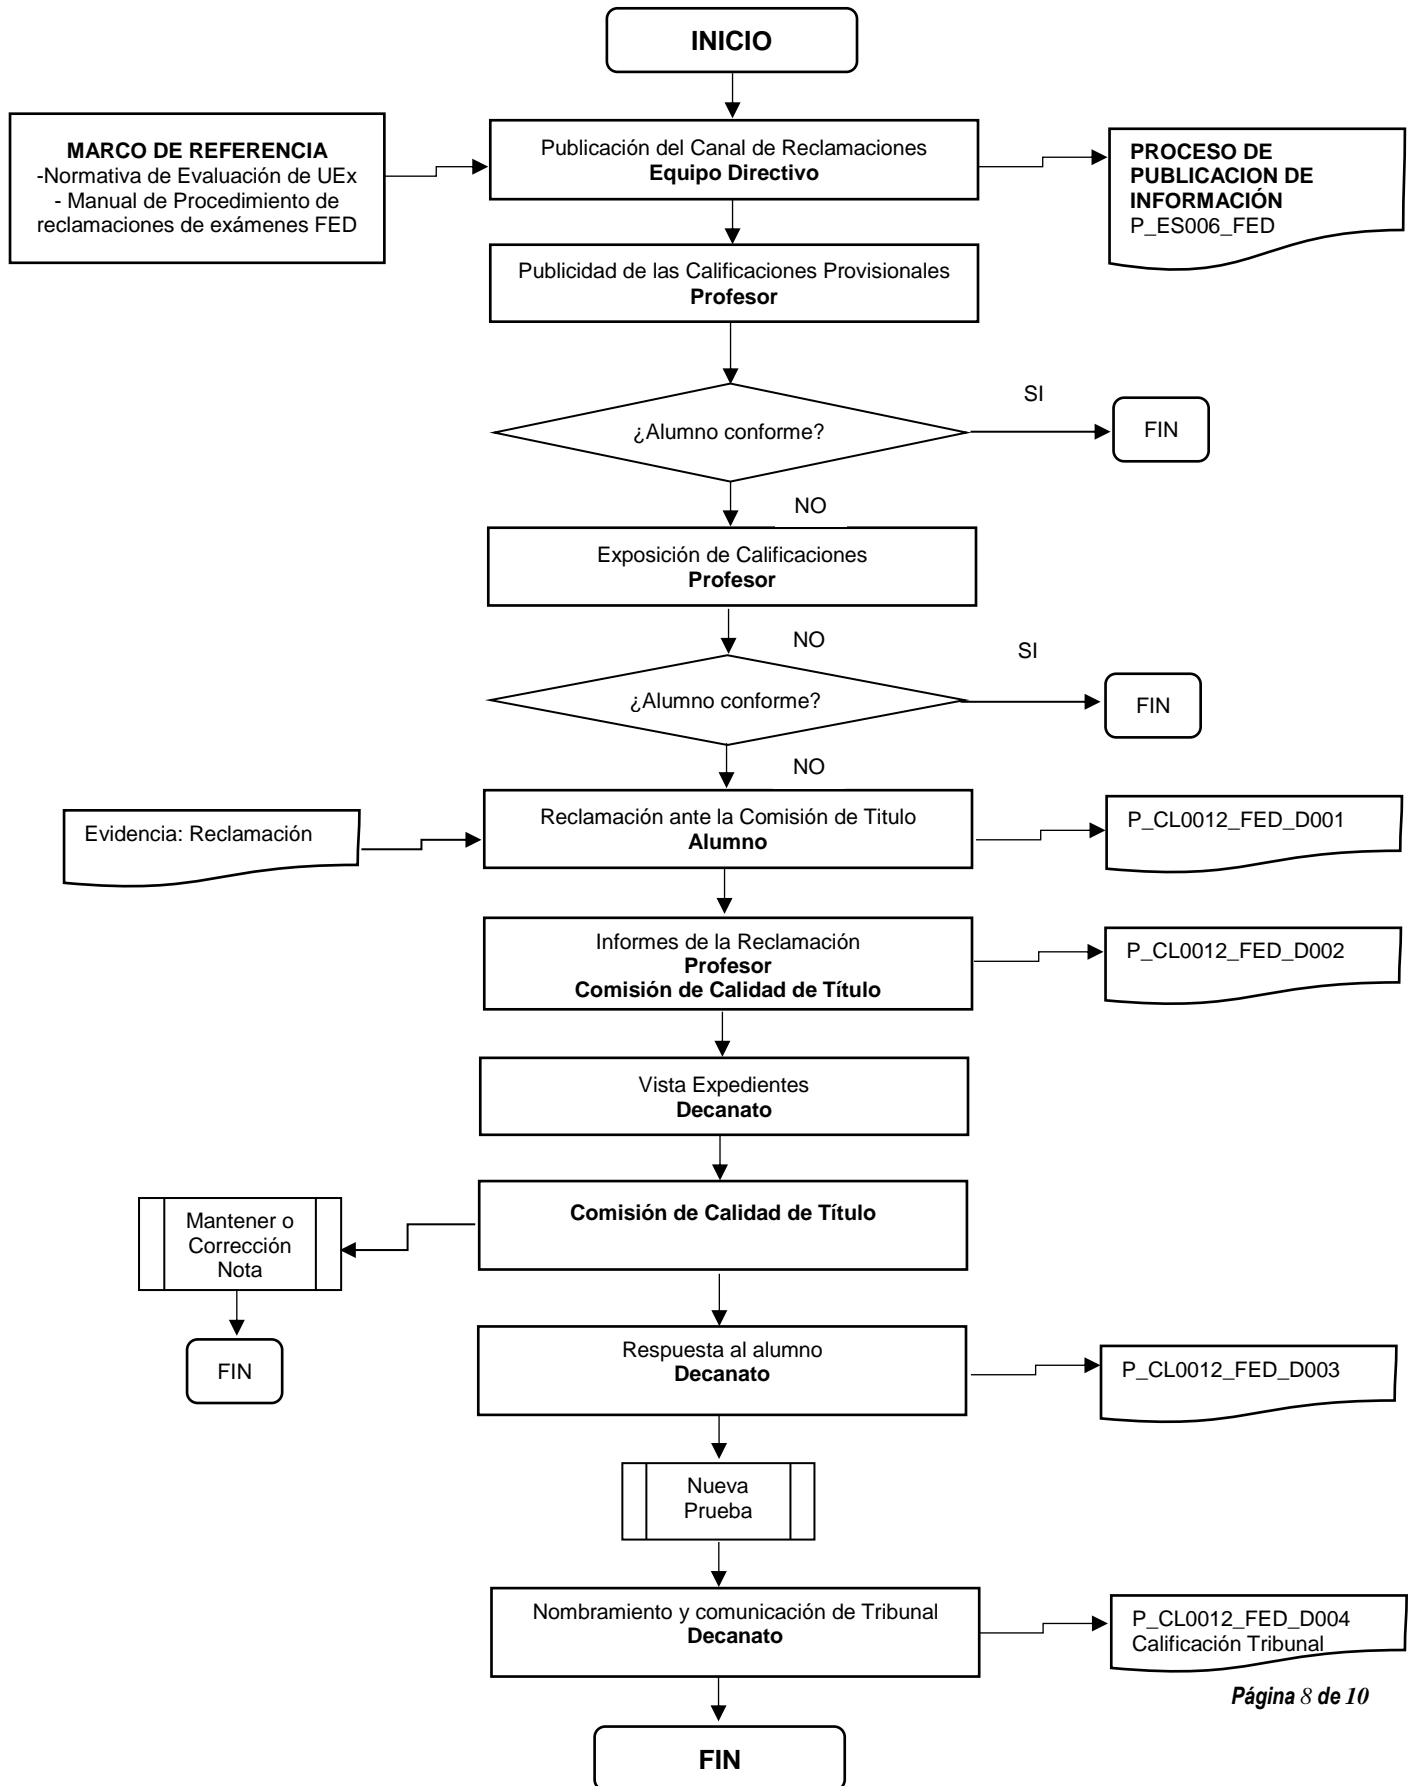 INICIO
MARCO DE REFERENCIA
-Normativa de Evaluación de UEx
- Manual de Procedimiento de
reclamaciones de exámenes FED
Publicación del Canal de Reclamaciones
Equipo Directivo
PROCESO DE
PUBLICACION DE
INFORMACIÓN
P_ES006_FED
Publicidad de las Calificaciones Provisionales
Profesor
¿Alumno conforme?
SI
FIN
NO
Exposición de Calificaciones
Profesor
NO
¿Alumno conforme?
SI
FIN
NO
Evidencia: Reclamación
Reclamación ante la Comisión de Titulo
Alumno
P_CL0012_FED_D001
Informes de la Reclamación
Profesor
Comisión de Calidad de Título
P_CL0012_FED_D002
Vista Expedientes
Decanato
Comisión de Calidad de Título
Mantener o
Corrección
Nota
FIN
Respuesta al alumno
Decanato
P_CL0012_FED_D003
Nueva
Prueba
Nombramiento y comunicación de Tribunal
Decanato
P_CL0012_FED_D004
Calificación Tribunal
Página 8 de 10
FIN